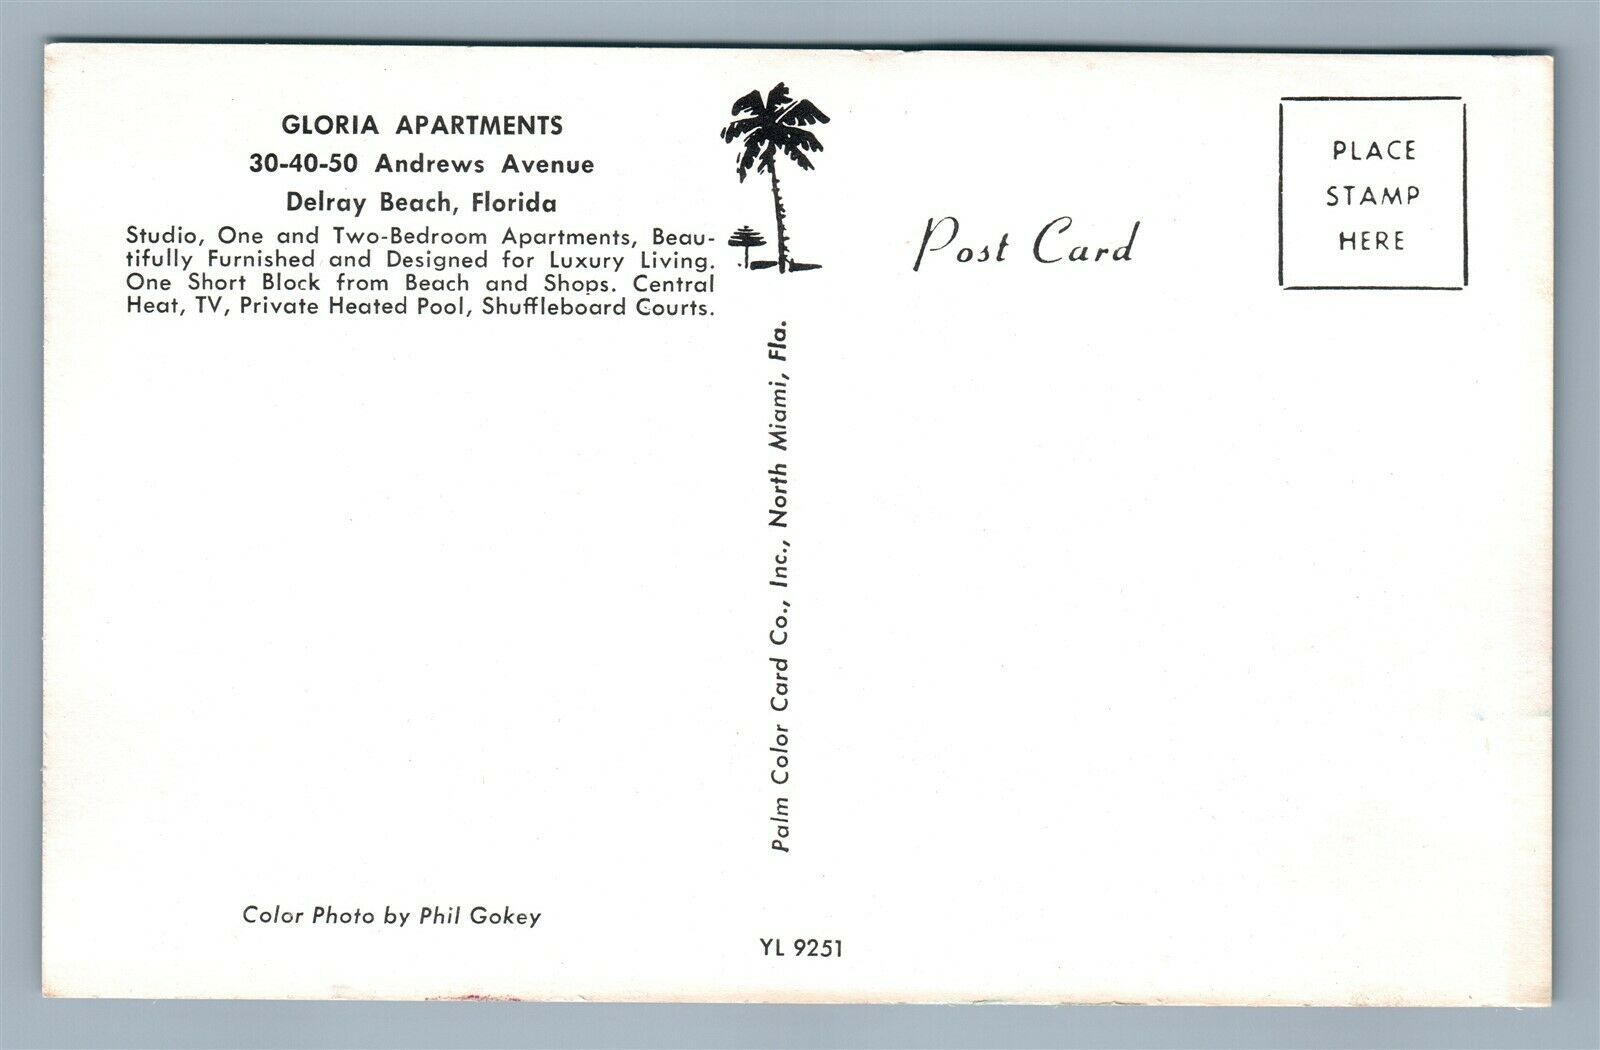 GLORIA APARTMENTS
30-40-50 Andrews Avenue
Delray Beach, Florida
Studio, One and Two-Bedroom Apartments, Beau-
tifully Furnished and Designed for Luxury Living.
One Short Block from Beach and Shops. Central
Heat, TV, Private Heated Pool, Shuffleboard Courts.
Color Photo by Phil Gokey
Palm Color Card Co., Inc., North Miami, Fla.
YL 9251
Post Card
PLACE
STAMP
HERE